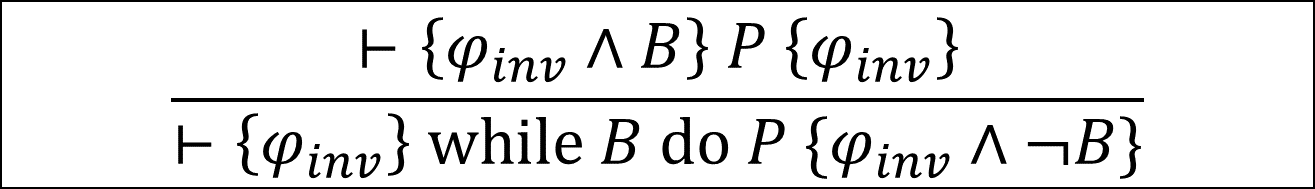 ⊢ {φ_inv ∧ B} P {φ_inv}
⊢ {φ_inv} while B do P {φ_inv ∧ ¬B}